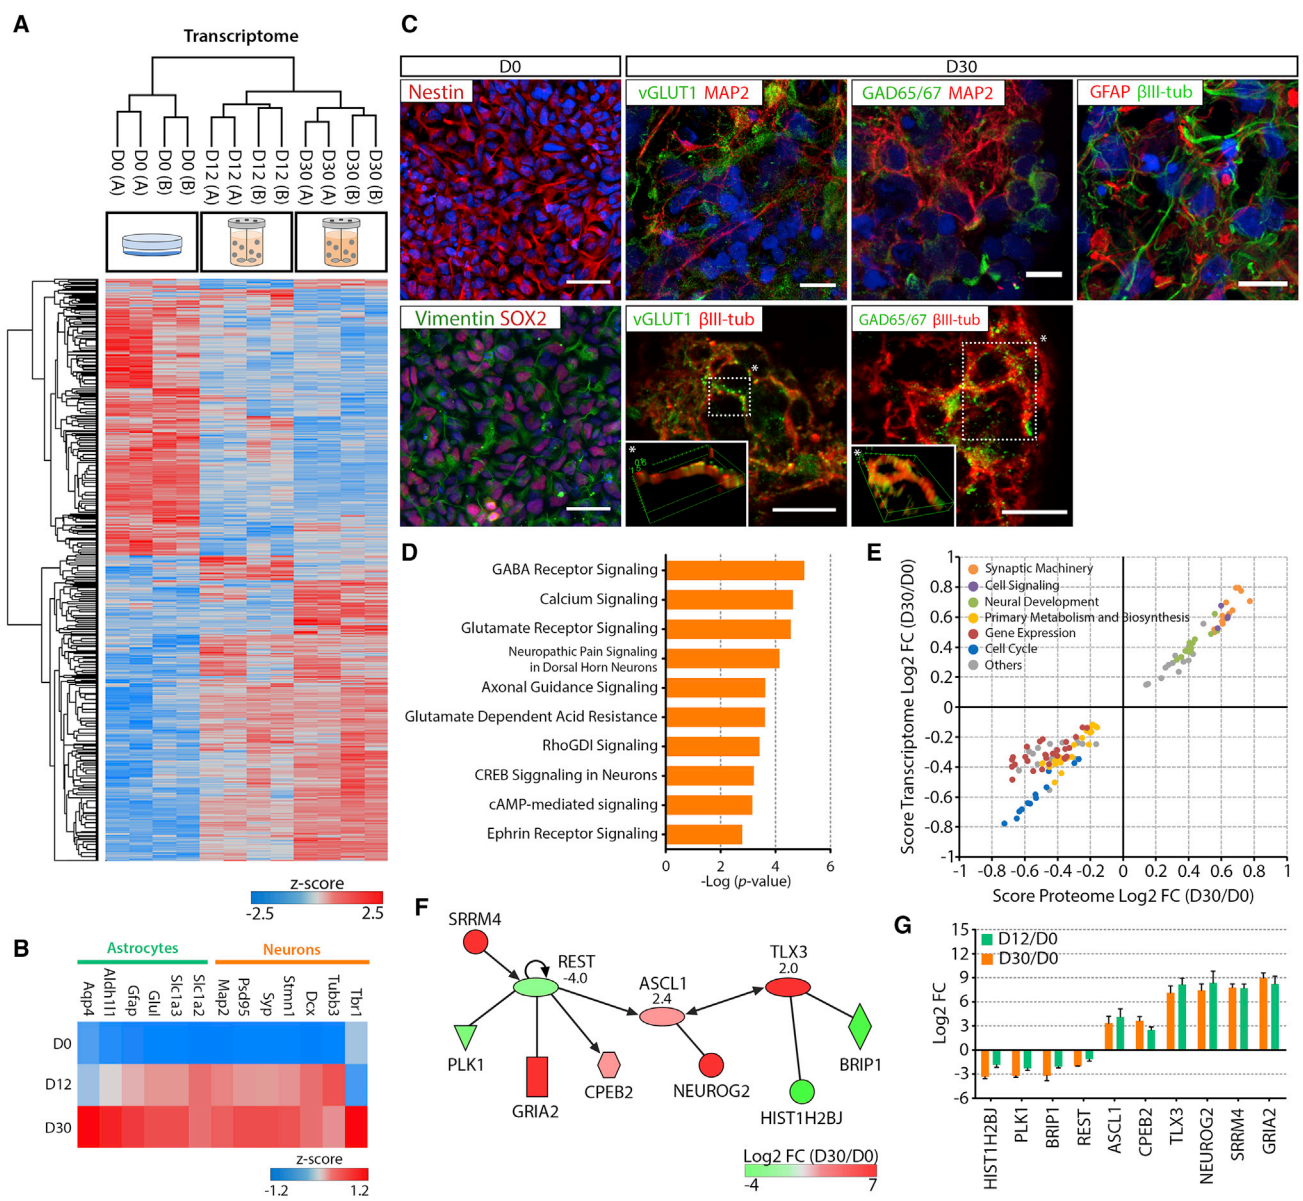 A
Transcriptome
D0 (A)
D0 (A)
D0 (B)
D0 (B)
D12 (A)
D12 (A)
D12 (B)
D12 (B)
D30 (A)
D30 (A)
D30 (B)
D30 (B)
z-score
-2.5
2.5
B
Astrocytes
Neurons
Aqp4
Aldh1l1
Gfap
Glul
Slc1a3
Slc1a2
Map2
Psd95
Syp
Stmn1
Dcx
Tubb3
Tbr1
D0
D12
D30
z-score
-1.2
1.2
C
D0
D30
Nestin
vGLUT1 MAP2
GAD65/67 MAP2
GFAP βIII-tub
Vimentin SOX2
vGLUT1 βIII-tub
*
*
GAD65/67 βIII-tub
*
*
D
GABA Receptor Signaling
Calcium Signaling
Glutamate Receptor Signaling
Neuropathic Pain Signaling
in Dorsal Horn Neurons
Axonal Guidance Signaling
Glutamate Dependent Acid Resistance
RhoGDI Signaling
CREB Siggnaling in Neurons
cAMP-mediated signaling
Ephrin Receptor Signaling
0 2 4 6
-Log (p-value)
E
Score Transcriptome Log2 FC (D30/D0)
1
0.8
0.6
0.4
0.2
0
-0.2
-0.4
-0.6
-0.8
-1
Synaptic Machinery
Cell Signaling
Neural Development
Primary Metabolism and Biosynthesis
Gene Expression
Cell Cycle
Others
-1 -0.8 -0.6 -0.4 -0.2 0 0.2 0.4 0.6 0.8 1
Score Proteome Log2 FC (D30/D0)
F
SRRM4
REST
-4.0
ASCL1
2.4
TLX3
2.0
PLK1
GRIA2
CPEB2
NEUROG2
HIST1H2BJ
BRIP1
Log2 FC (D30/D0)
-4
7
G
Log2 FC
15
12
9
6
3
0
-3
-6
D12/D0
D30/D0
HIST1H2BJ
PLK1
BRIP1
REST
ASCL1
CPEB2
TLX3
NEUROG2
SRRM4
GRIA2